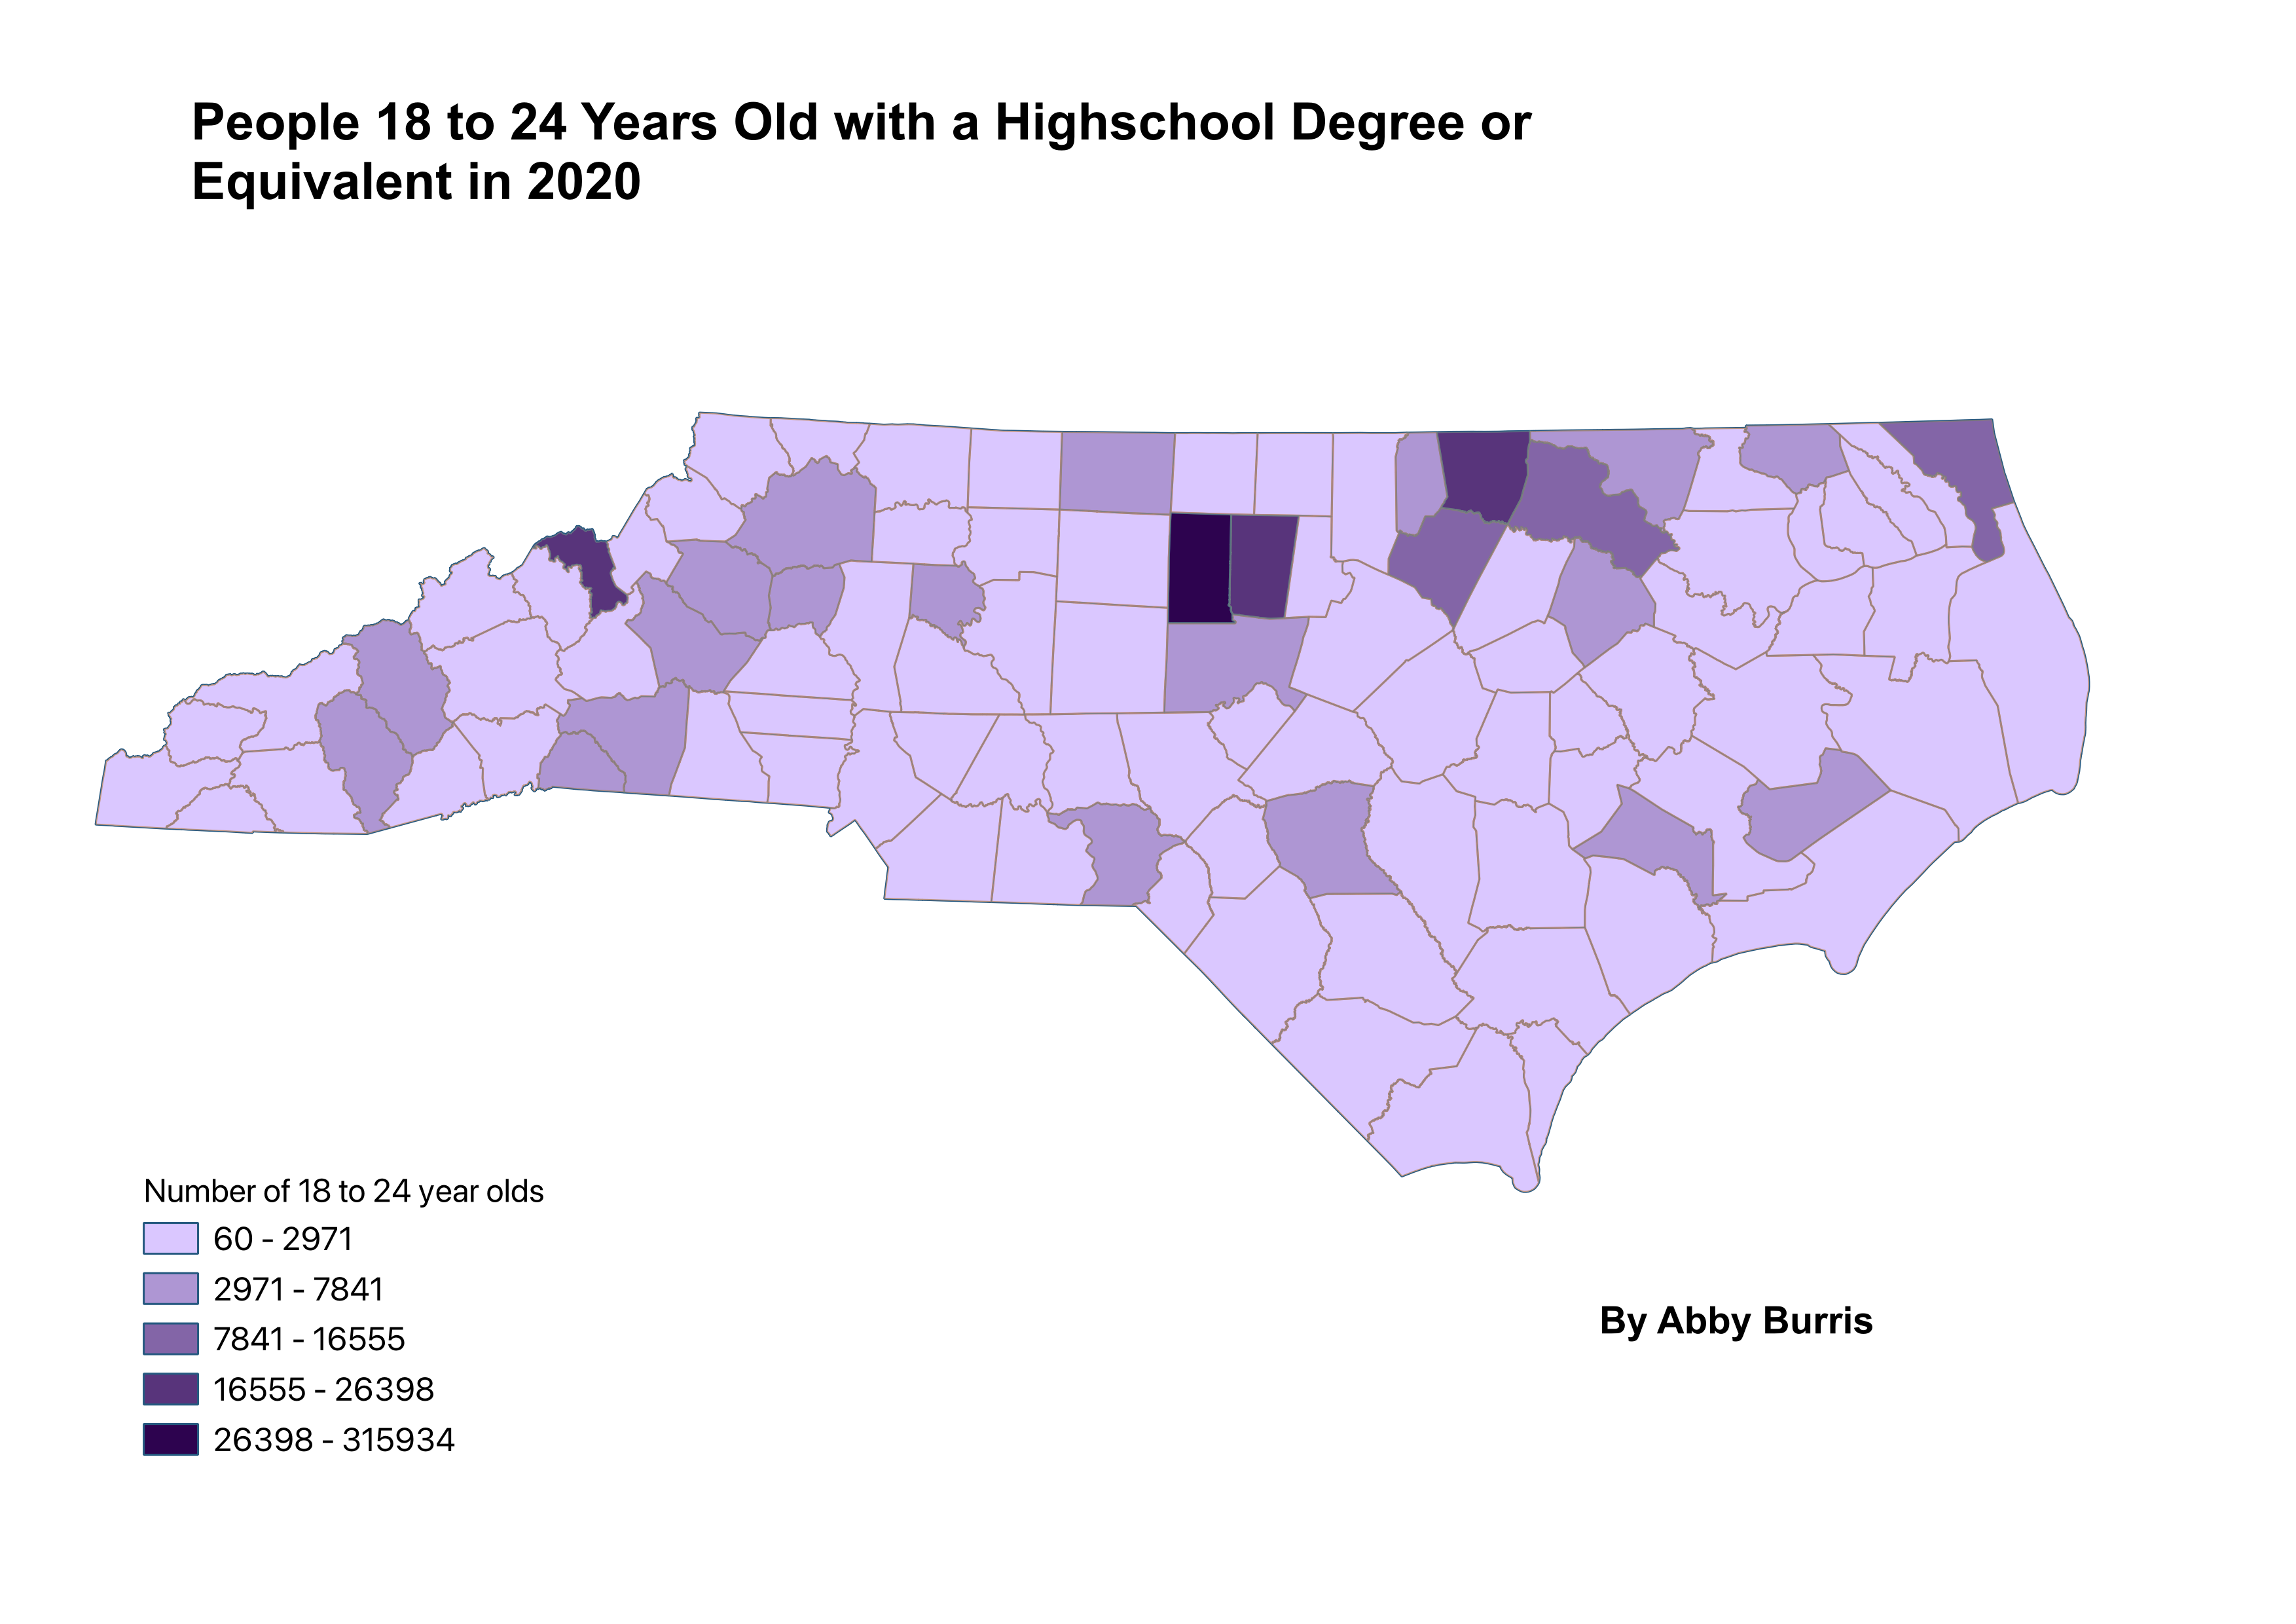 People 18 to 24 Years Old with a Highschool Degree or
Equivalent in 2020
Number of 18 to 24 year olds
60 - 2971
2971 - 7841
7841 - 16555
16555 - 26398
26398 - 315934
By Abby Burris